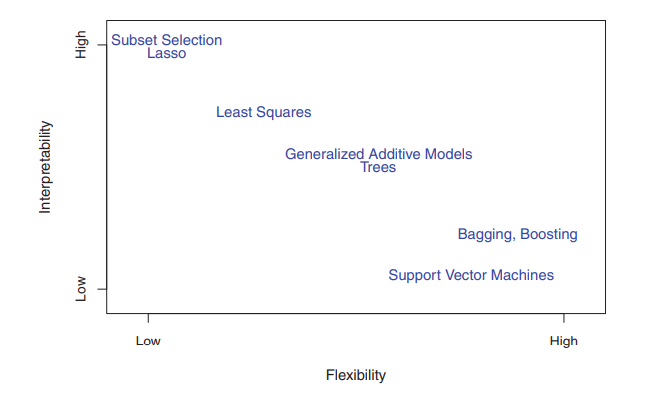 High
Subset Selection
Lasso
Least Squares
Generalized Additive Models
Trees
Interpretability
Bagging, Boosting
Support Vector Machines
Low
Low
High
Flexibility